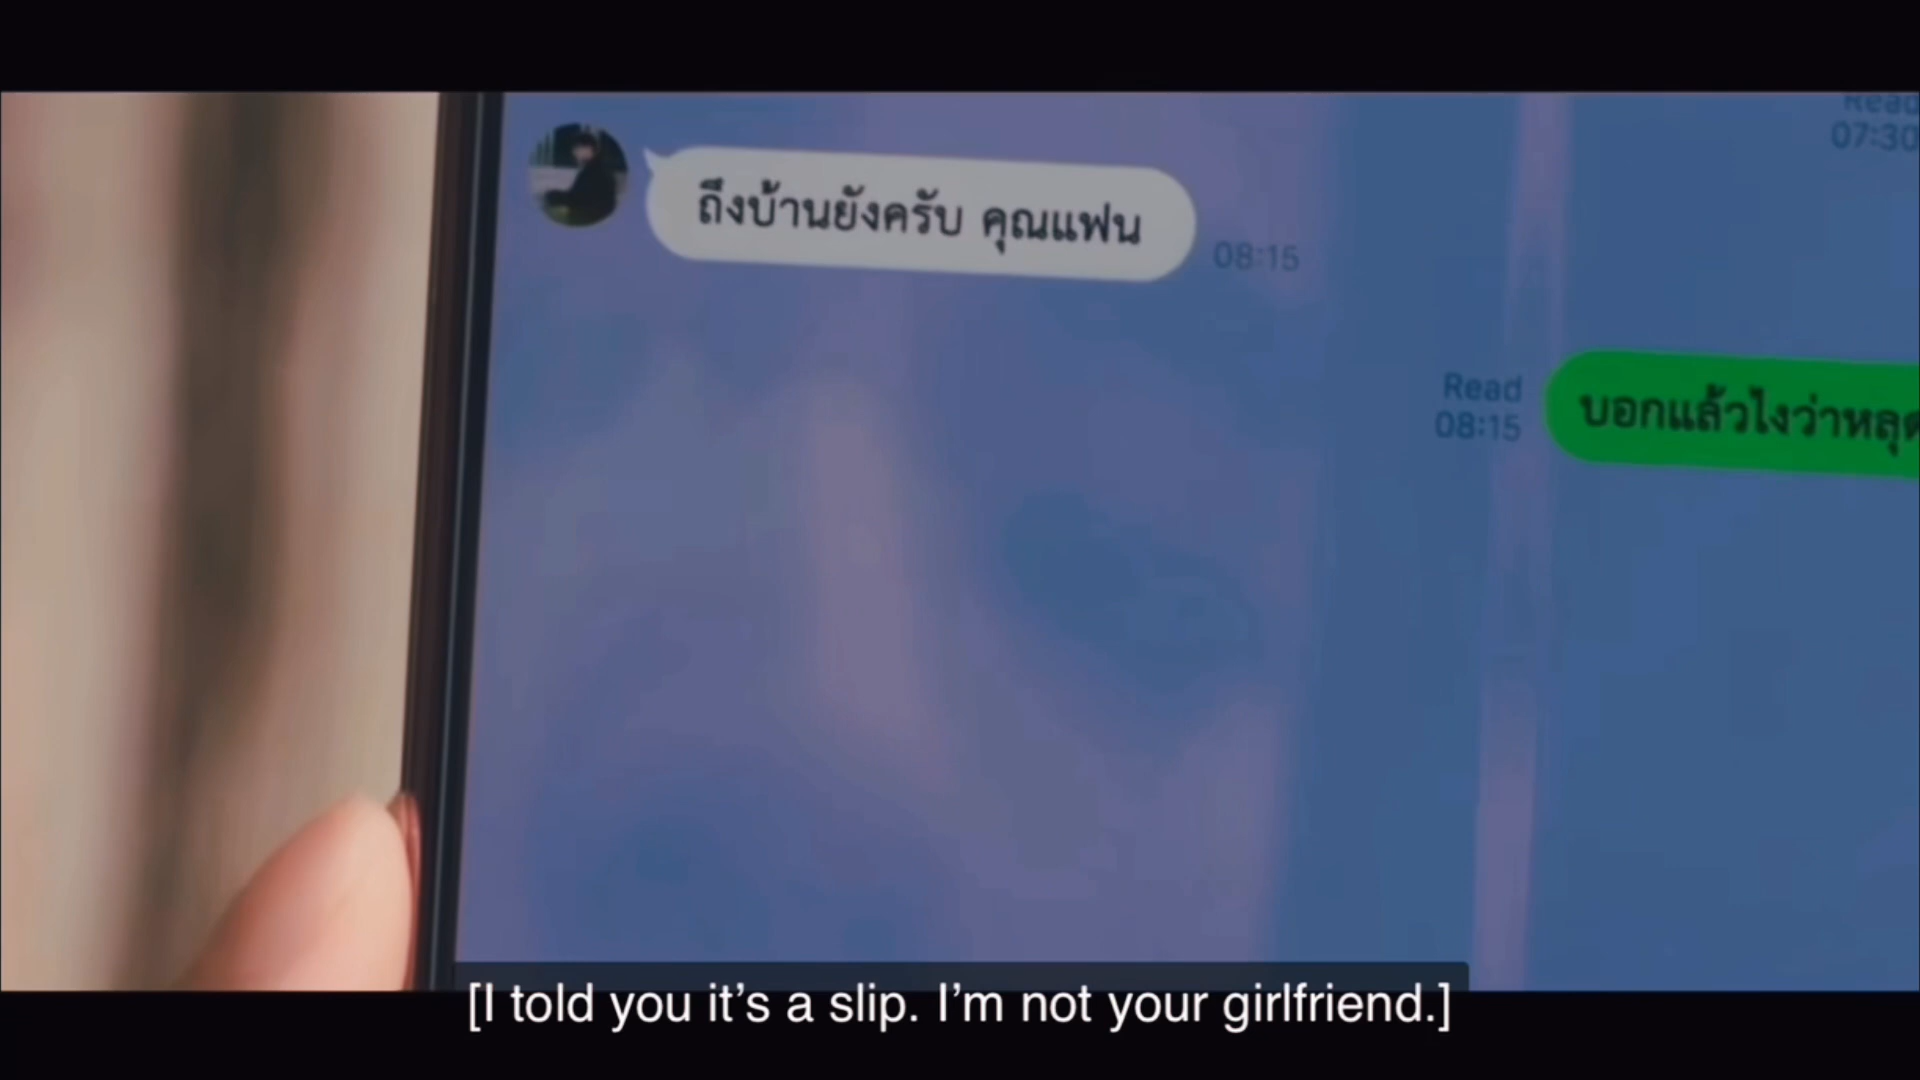 Read
07:30
ถึงบ้านยังครับ คุณแฟน
08:15
Read
08:15
บอกแล้วไงว่าหลุด
[I told you it's a slip. I'm not your girlfriend.]